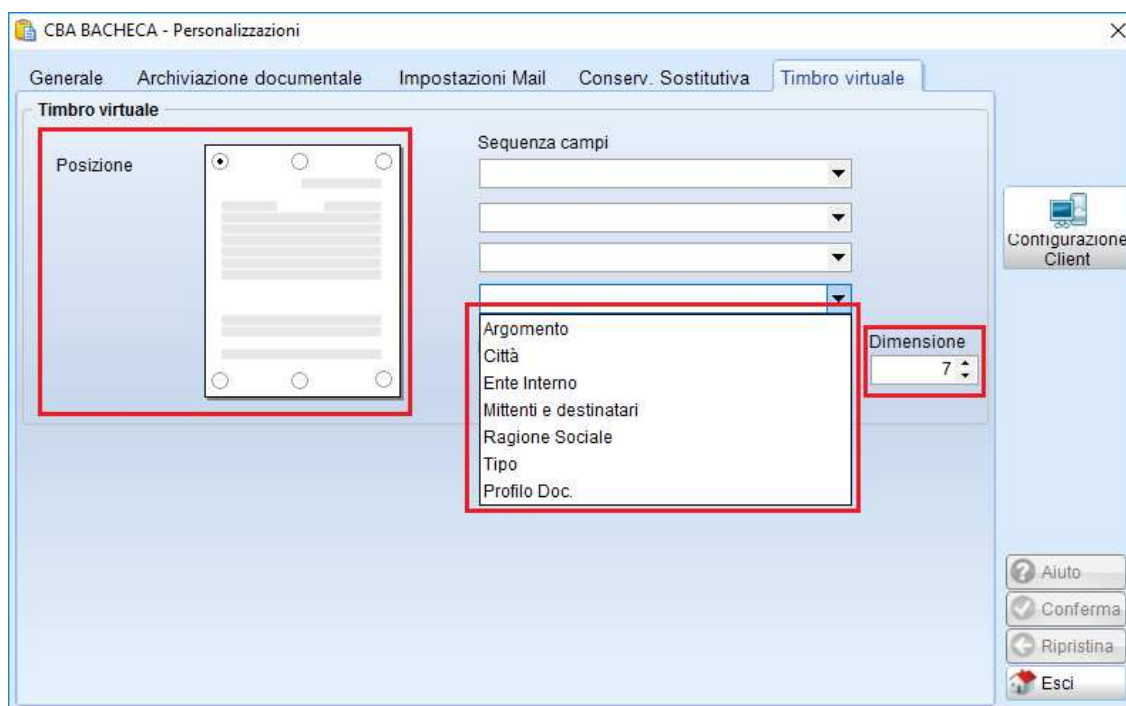 CBA BACHECA - Personalizzazioni
Generale Archiviazione documentale Impostazioni Mail Conserv. Sostitutiva Timbro virtuale
Timbro virtuale
Posizione
Sequenza campi
Argomento
Città
Ente Interno
Mittenti e destinatari
Ragione Sociale
Tipo
Profilo Doc.
Dimensione
7
Configurazione
Client
Aiuto
Conferma
Ripristina
Esci